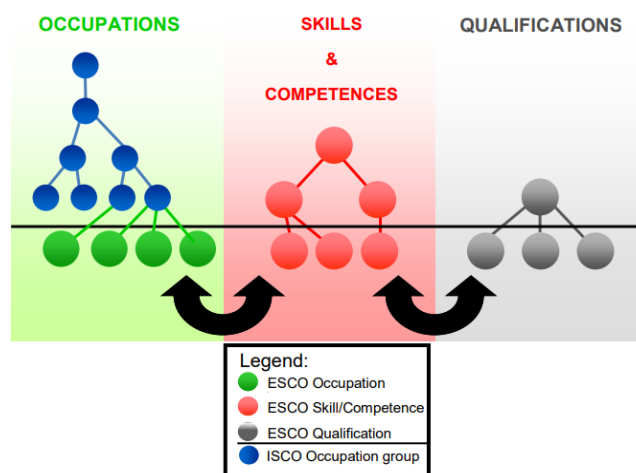 OCCUPATIONS
SKILLS
&
COMPETENCES
QUALIFICATIONS
Legend:
ESCO Occupation
ESCO Skill/Competence
ESCO Qualification
ISCO Occupation group